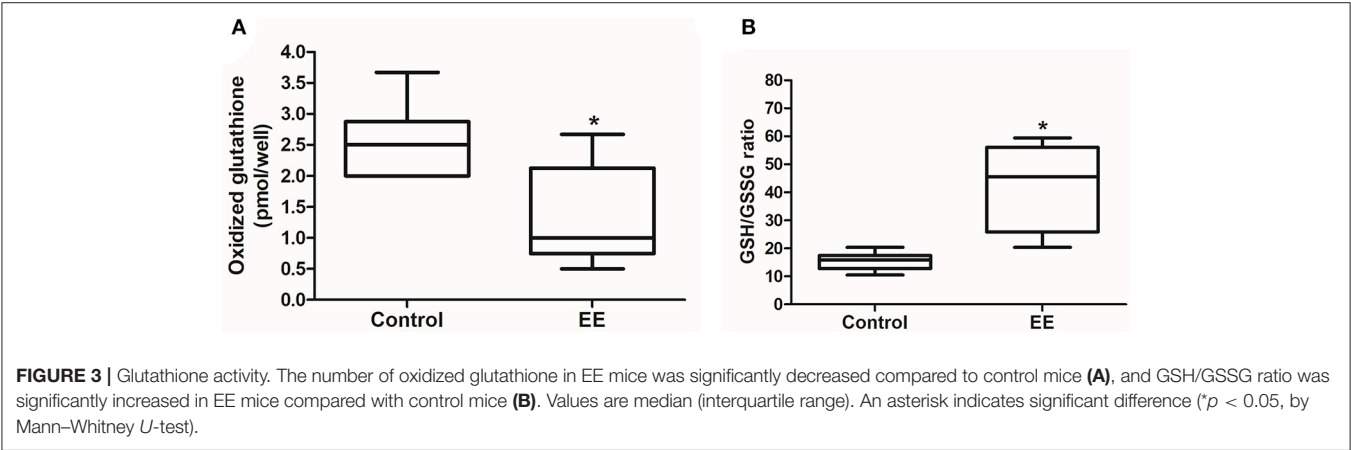 A
4.0
3.5
3.0
2.5
2.0
1.5
1.0
0.5
0.0
Oxidized glutathione
(pmol/well)
*
Control
EE
B
80
70
60
50
40
30
20
10
0
GSH/GSSG ratio
*
Control
EE
FIGURE 3 | Glutathione activity. The number of oxidized glutathione in EE mice was significantly decreased compared to control mice (A), and GSH/GSSG ratio was
significantly increased in EE mice compared with control mice (B). Values are median (interquartile range). An asterisk indicates significant difference (*p < 0.05, by
Mann–Whitney U-test).